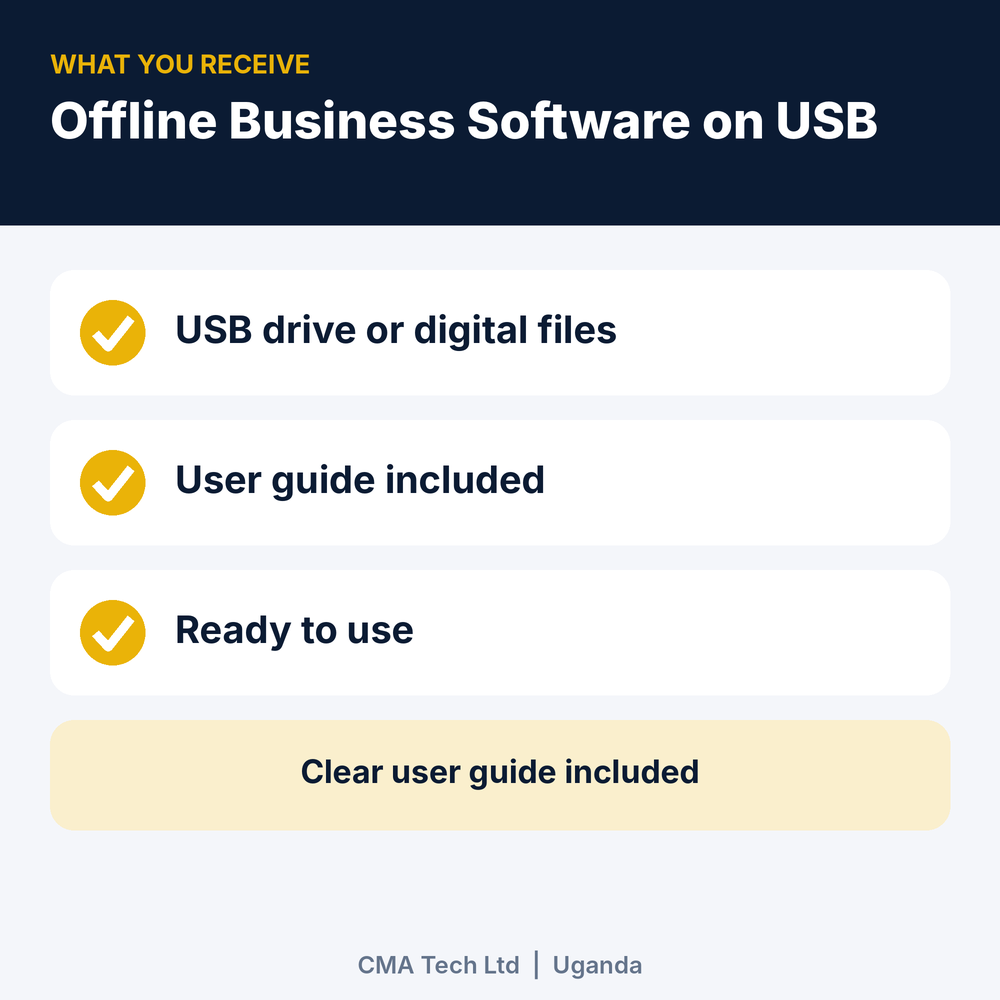 WHAT YOU RECEIVE
Offline Business Software on USB
USB drive or digital files
User guide included
Ready to use
Clear user guide included
CMA Tech Ltd | Uganda